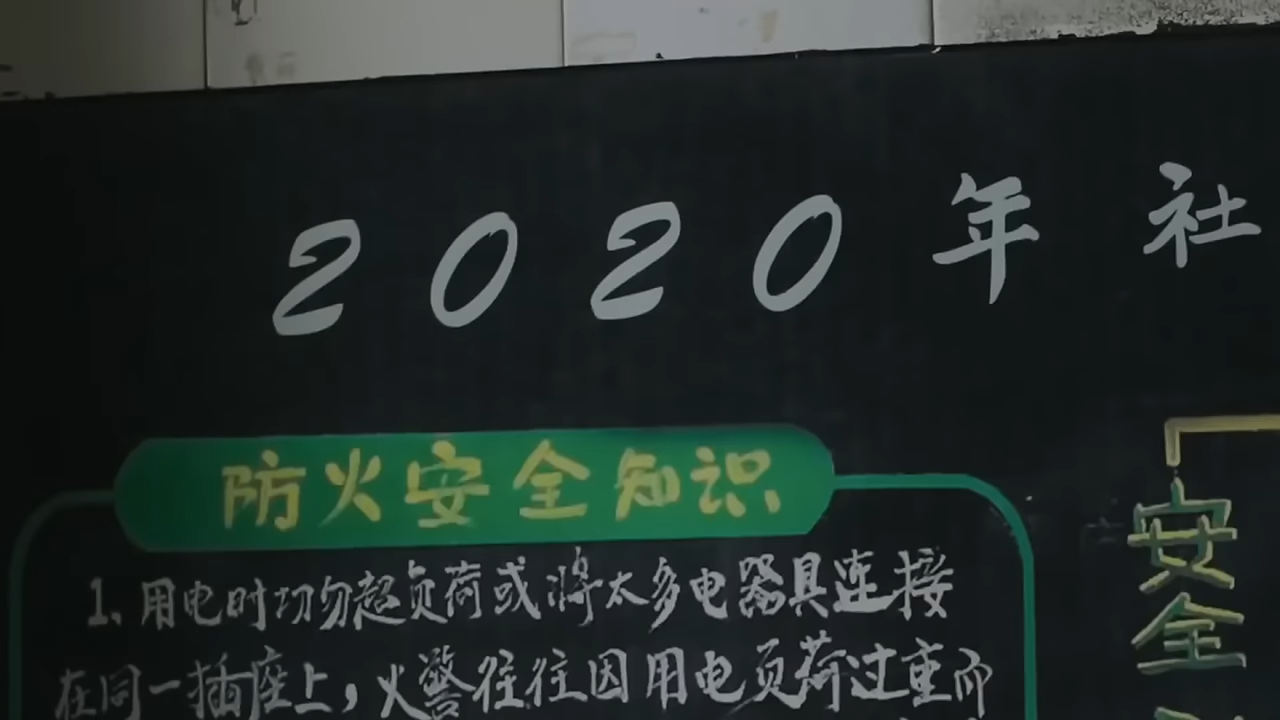 2020年社
防火安全知识
1、用电时切勿超负荷或将太多电器具连接
在同一插座上，火警往往因用电负荷过重而
安全